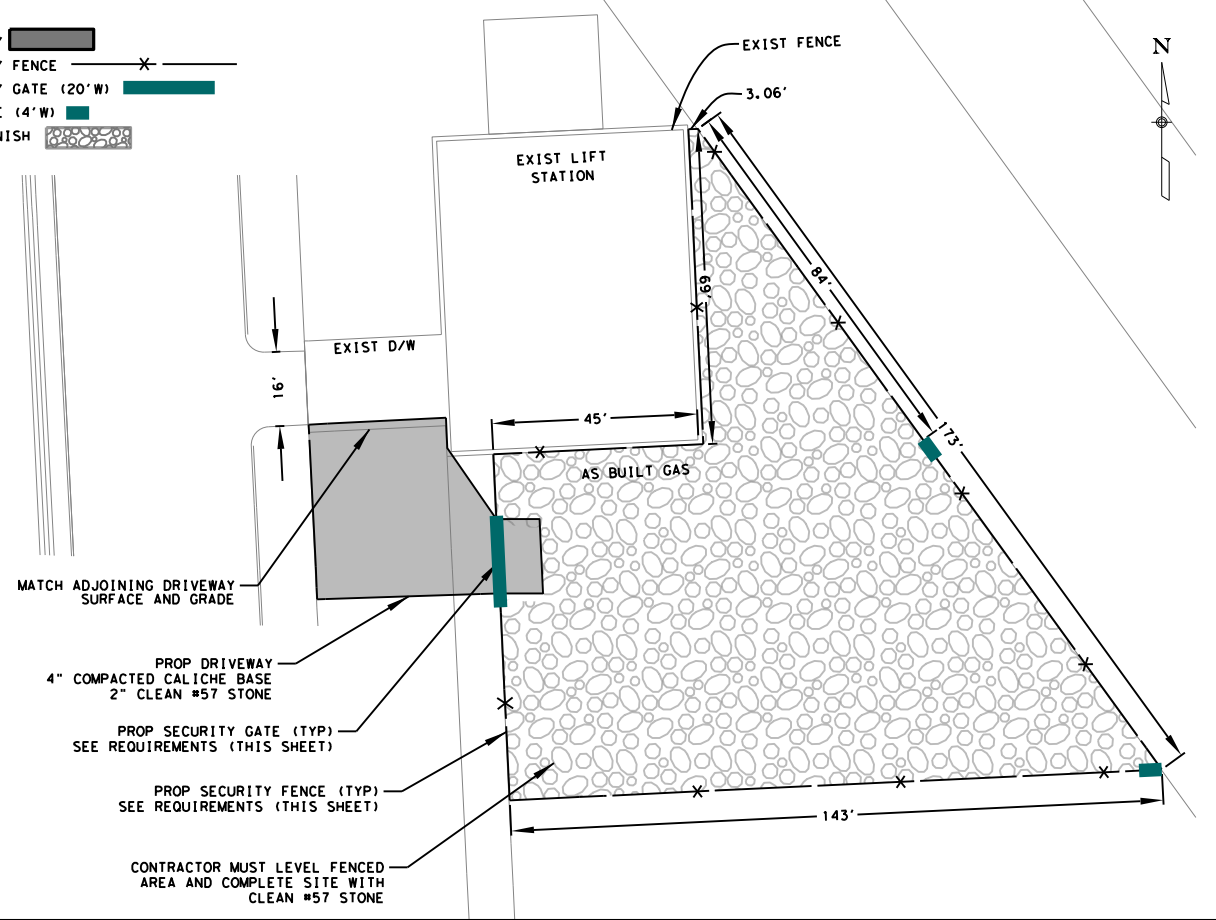 EXIST FENCE
FENCE
3.06'
N
GATE (20'W)
(4'W)
NISH
EXIST LIFT
STATION
84'
69'
EXIST D/W
16'
45'
173'
AS BUILT GAS
MATCH ADJOINING DRIVEWAY
SURFACE AND GRADE
PROP DRIVEWAY
4" COMPACTED CALICHE BASE
2" CLEAN #57 STONE
PROP SECURITY GATE (TYP)
SEE REQUIREMENTS (THIS SHEET)
PROP SECURITY FENCE (TYP)
SEE REQUIREMENTS (THIS SHEET)
143'
CONTRACTOR MUST LEVEL FENCED
AREA AND COMPLETE SITE WITH
CLEAN #57 STONE